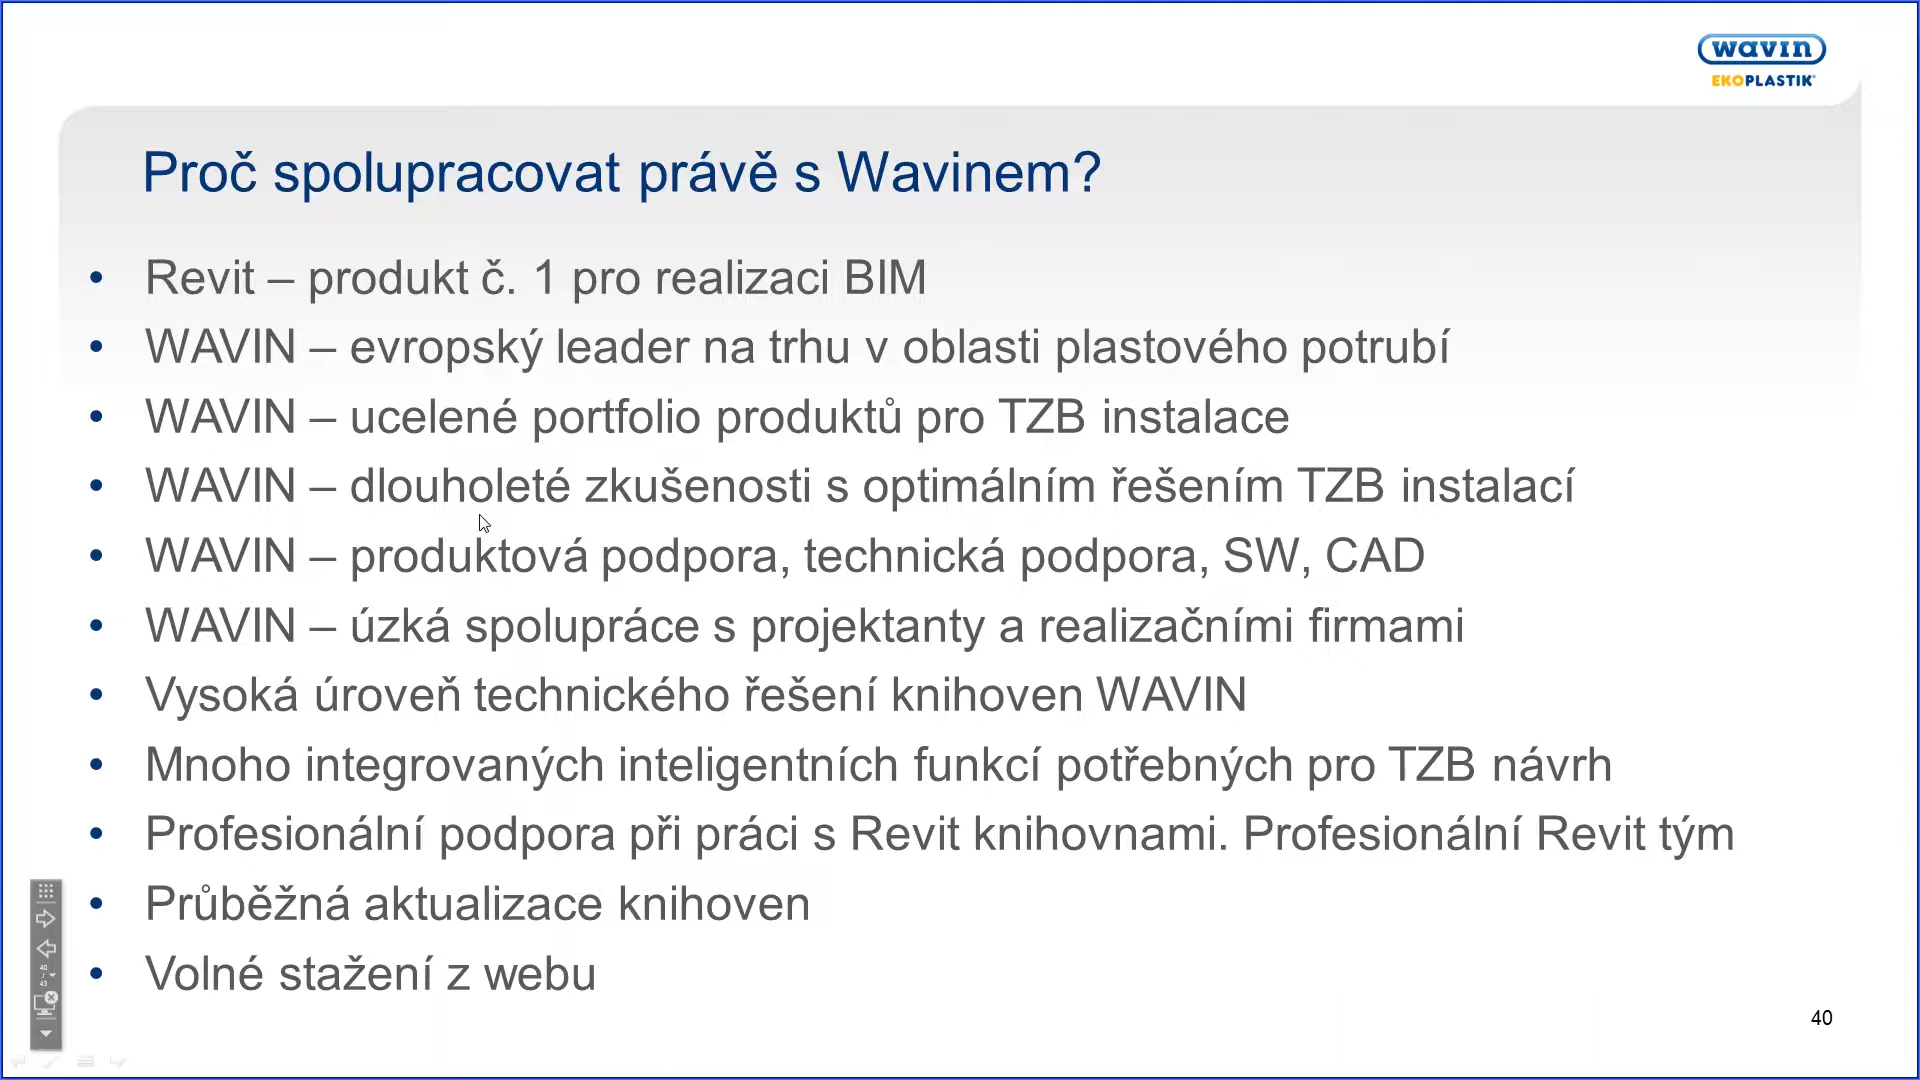 wavin
EKOPLASTIK
Proč spolupracovat právě s Wavinem?
• Revit – produkt č. 1 pro realizaci BIM
• WAVIN – evropský leader na trhu v oblasti plastového potrubí
• WAVIN – ucelené portfolio produktů pro TZB instalace
• WAVIN – dlouholeté zkušenosti s optimálním řešením TZB instalací
• WAVIN – produktová podpora, technická podpora, SW, CAD
• WAVIN – úzká spolupráce s projektanty a realizačními firmami
• Vysoká úroveň technického řešení knihoven WAVIN
• Mnoho integrovaných inteligentních funkcí potřebných pro TZB návrh
• Profesionální podpora při práci s Revit knihovnami. Profesionální Revit tým
• Průběžná aktualizace knihoven
• Volné stažení z webu
40
/
43
40